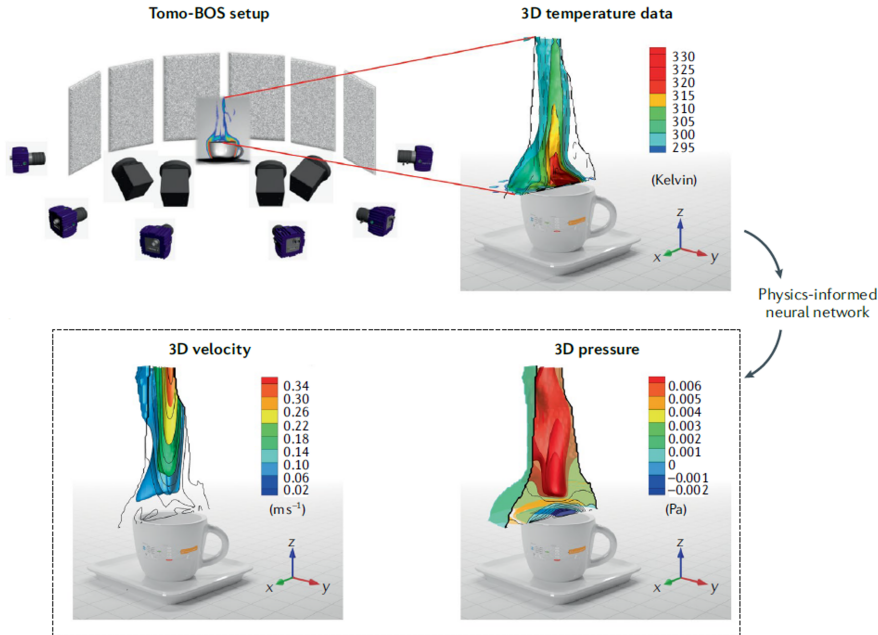 Tomo-BOS setup
3D temperature data
330
325
320
315
310
305
300
295
(Kelvin)
z
x
y
Physics-informed
neural network
3D velocity
0.34
0.30
0.26
0.22
0.18
0.14
0.10
0.06
0.02
(m s⁻¹)
z
x
y
3D pressure
0.006
0.005
0.004
0.003
0.002
0.001
0
−0.001
−0.002
(Pa)
z
x
y